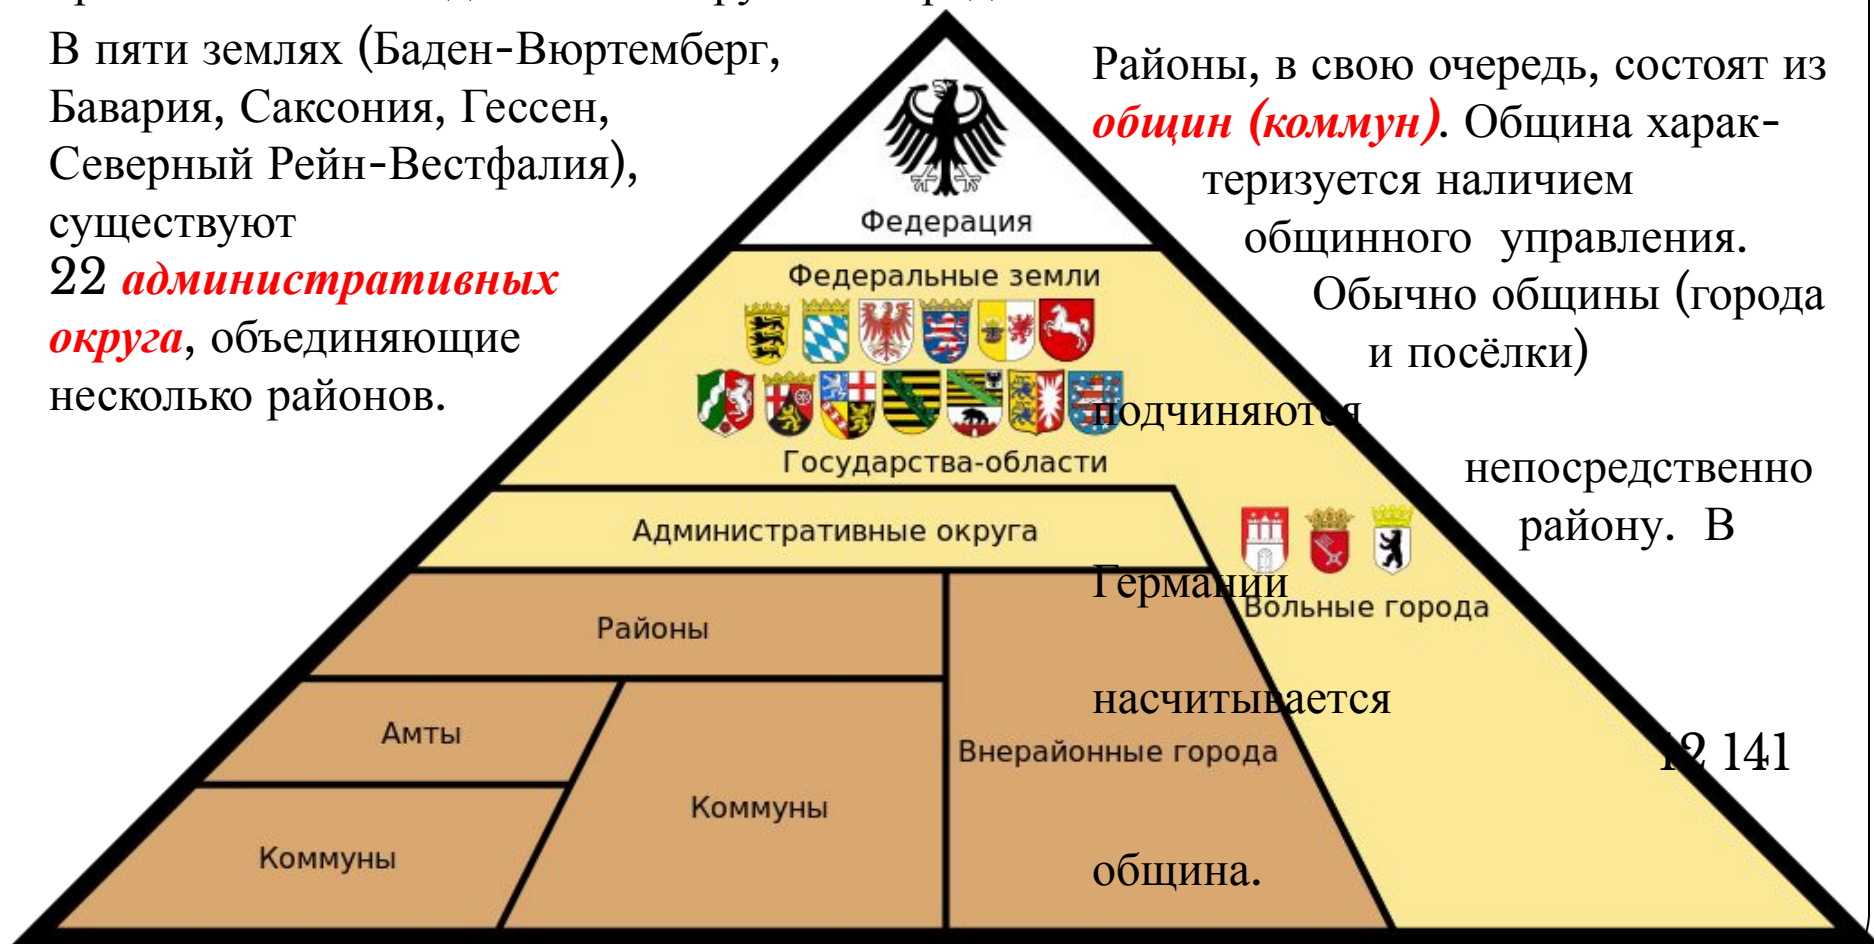 В пяти землях (Баден-Вюртемберг,
Бавария, Саксония, Гессен,
Северный Рейн-Вестфалия),
существуют
22 административных
округа, объединяющие
несколько районов.
Районы, в свою очередь, состоят из
общин (коммун). Община харак-
теризуется наличием
общинного управления.
Обычно общины (города
и посёлки)
подчиняются
непосредственно
району. В
Германии
насчитывается
12 141
община.
Федерация
Федеральные земли
Государства-области
Административные округа
Вольные города
Районы
Амты
Внерайонные города
Коммуны
Коммуны